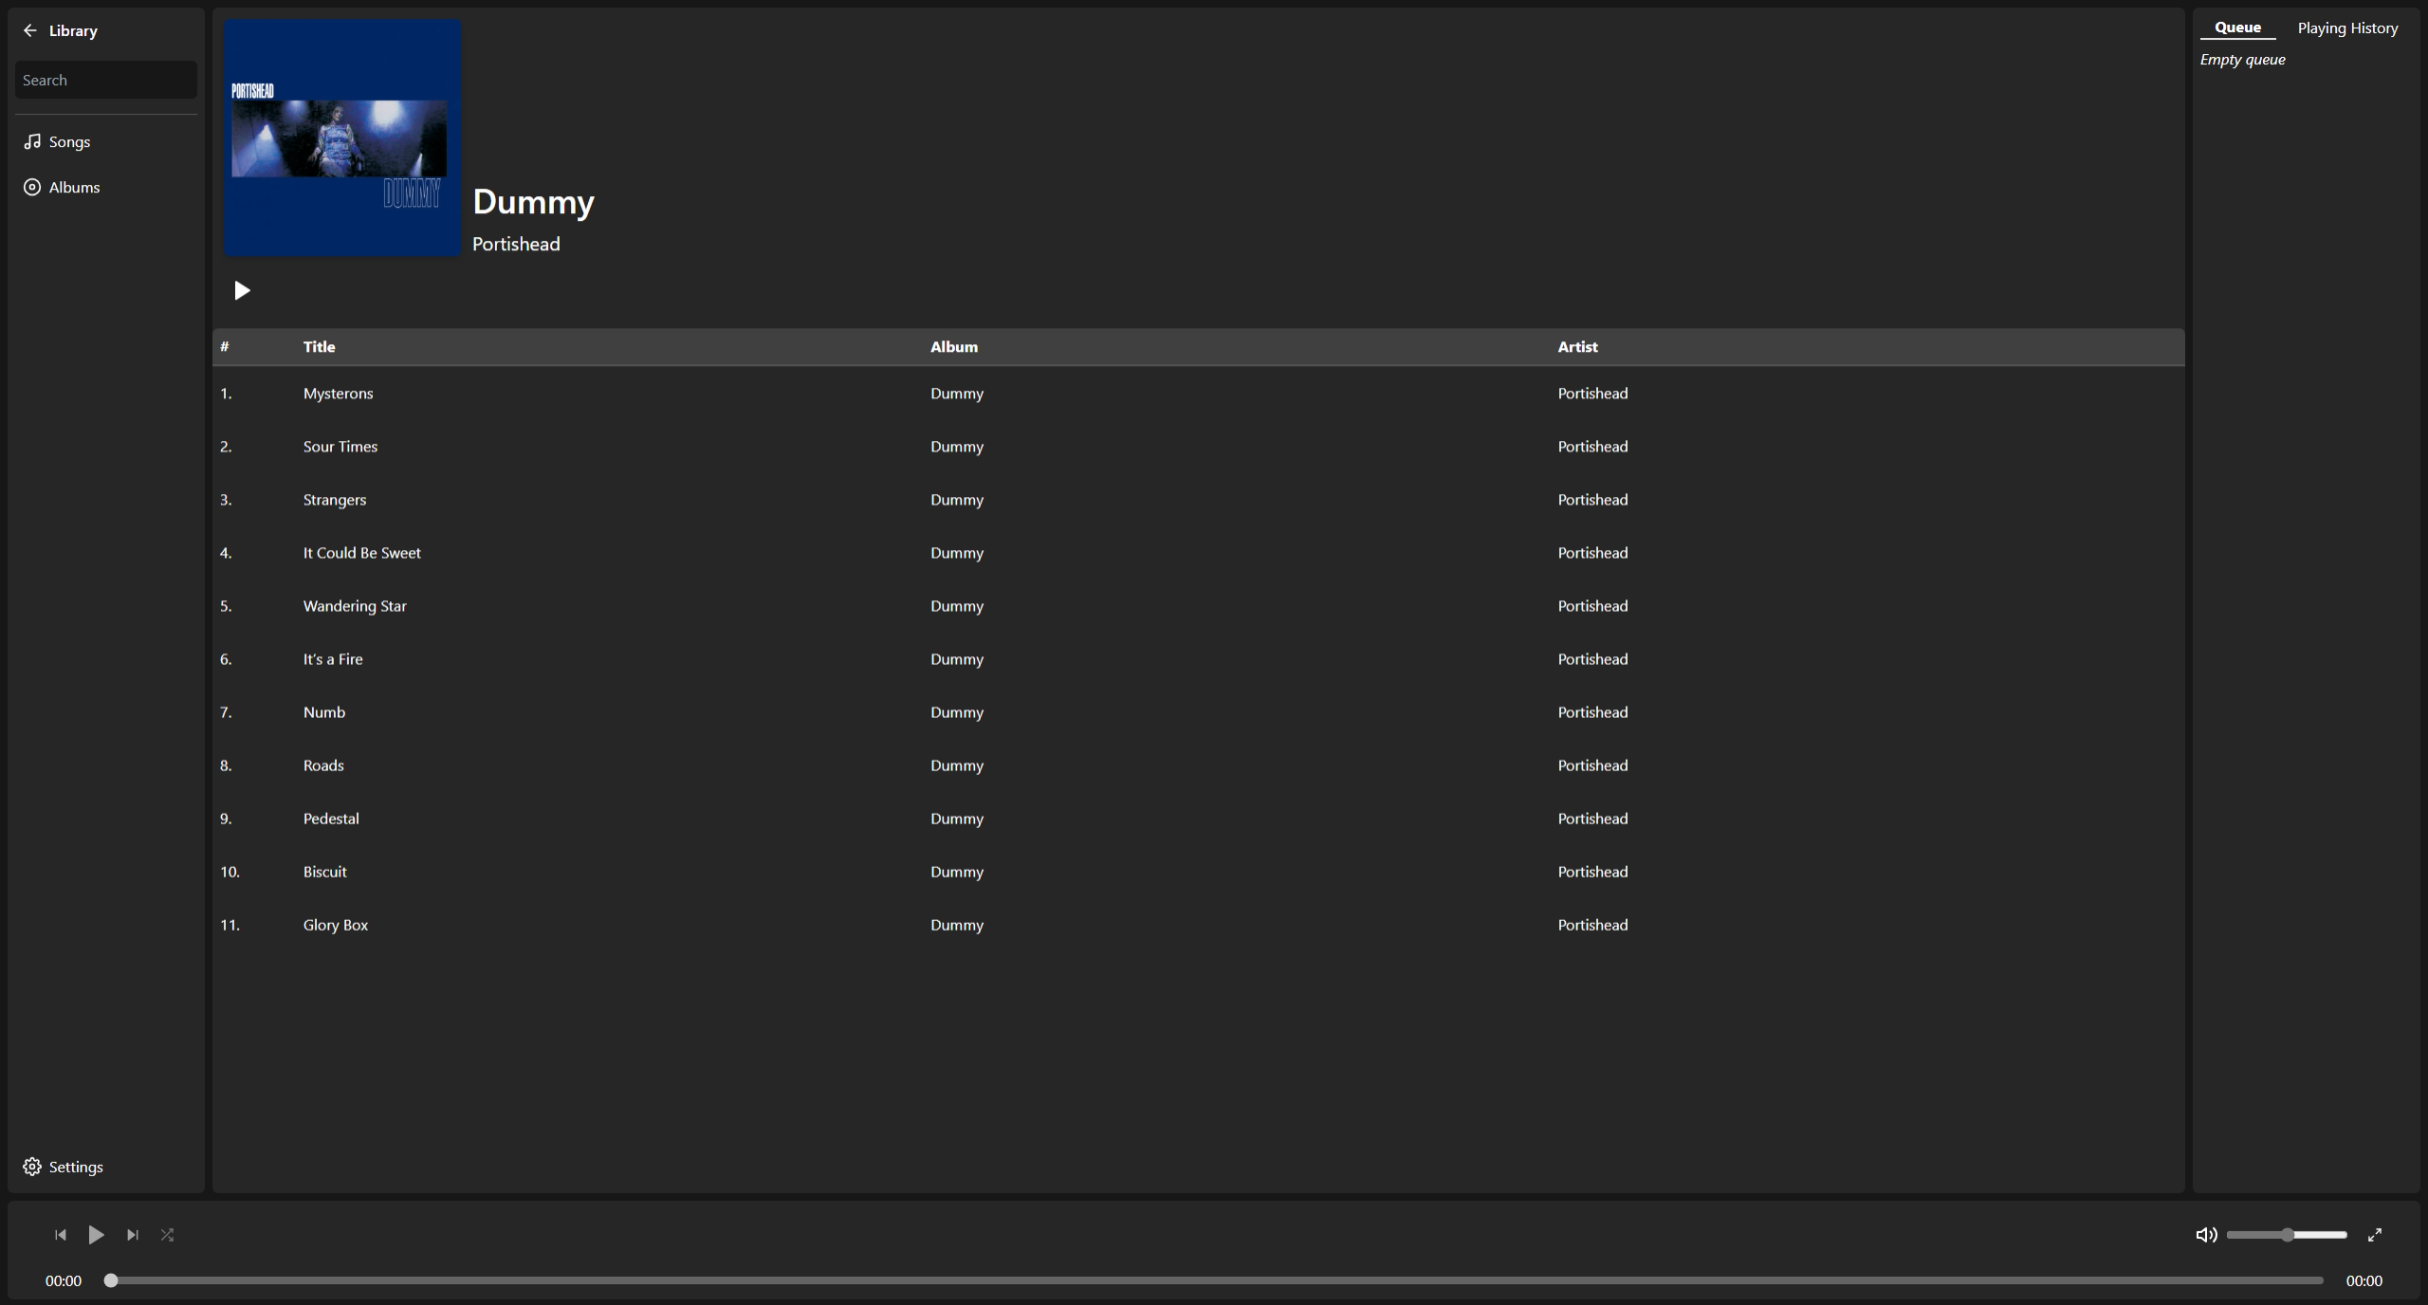 Library
Search
Songs
Albums
Settings
PORTISHEAD
DUMMY
Dummy
Portishead
# Title Album Artist
1. Mysterons Dummy Portishead
2. Sour Times Dummy Portishead
3. Strangers Dummy Portishead
4. It Could Be Sweet Dummy Portishead
5. Wandering Star Dummy Portishead
6. It's a Fire Dummy Portishead
7. Numb Dummy Portishead
8. Roads Dummy Portishead
9. Pedestal Dummy Portishead
10. Biscuit Dummy Portishead
11. Glory Box Dummy Portishead
Queue Playing History
Empty queue
00:00 00:00